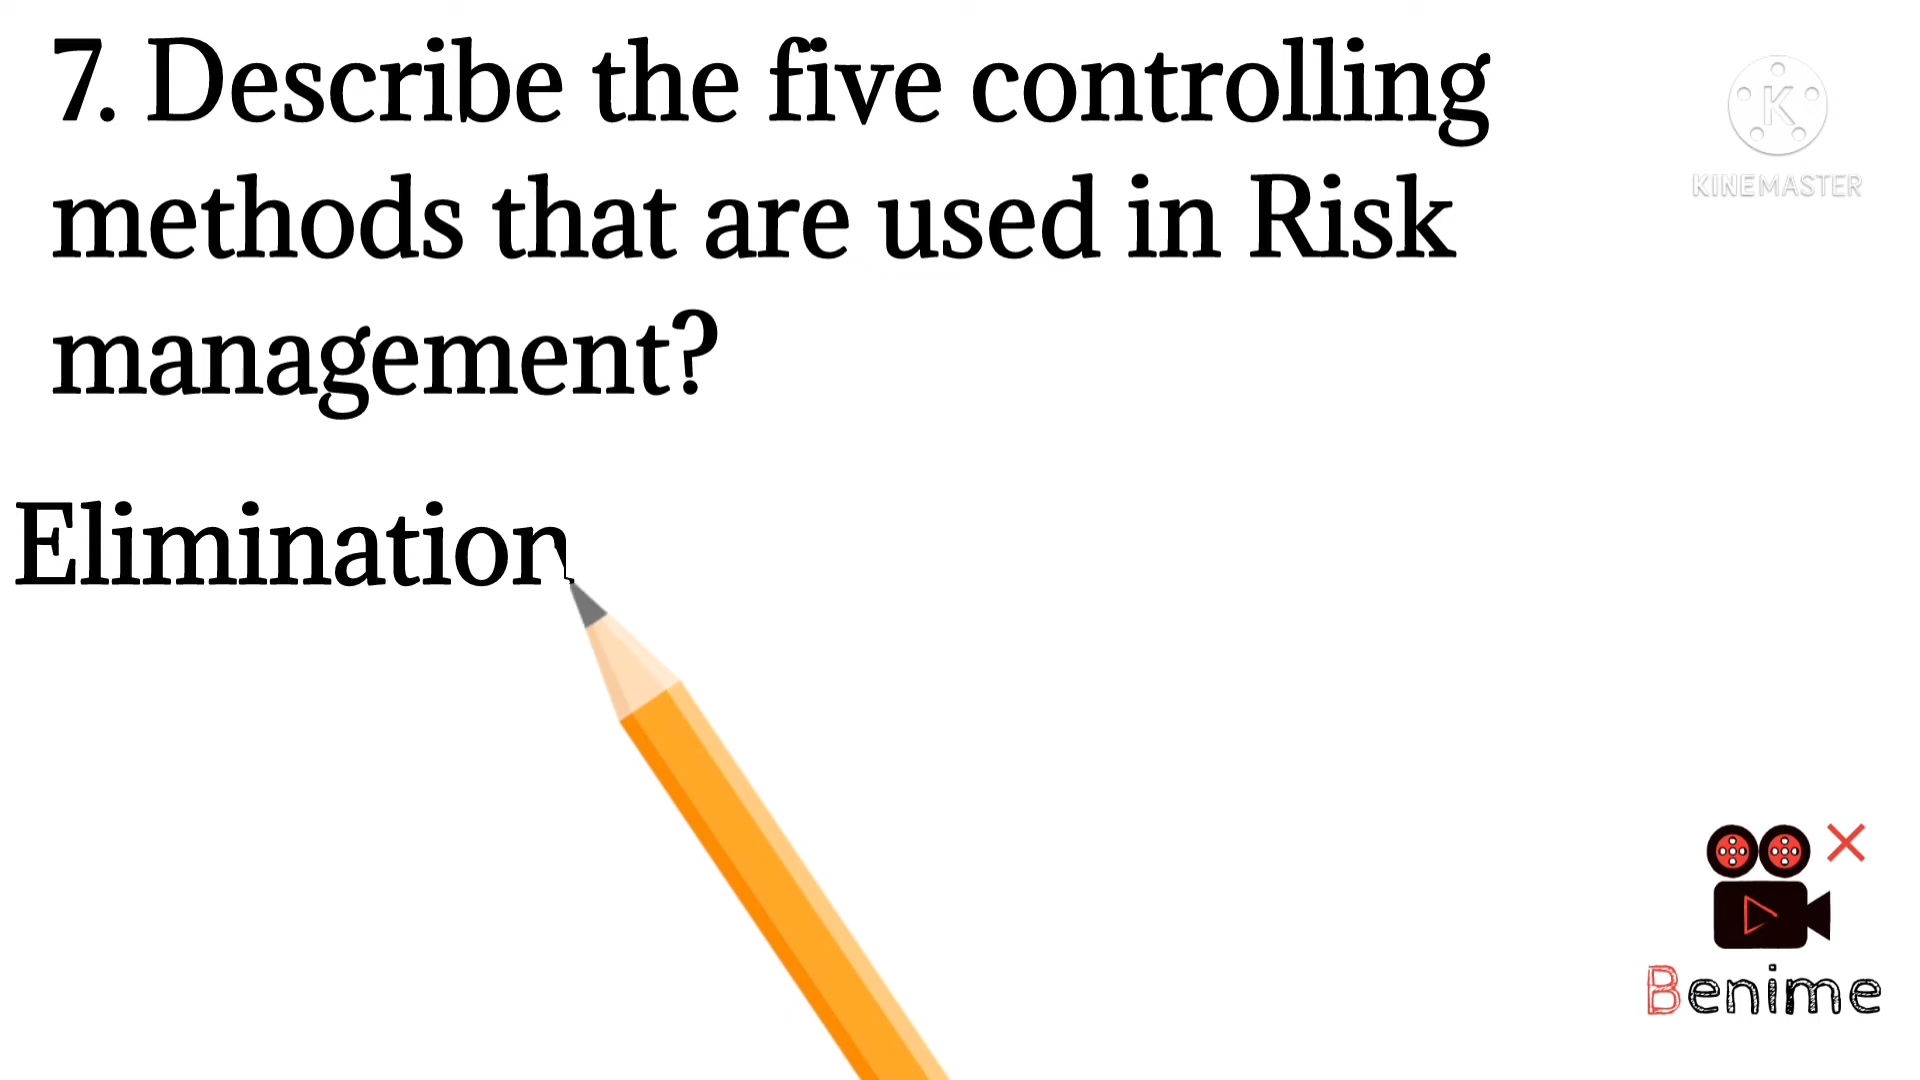 7. Describe the five controlling
methods that are used in Risk
management?
Elimination
K
KINEMASTER
Benime